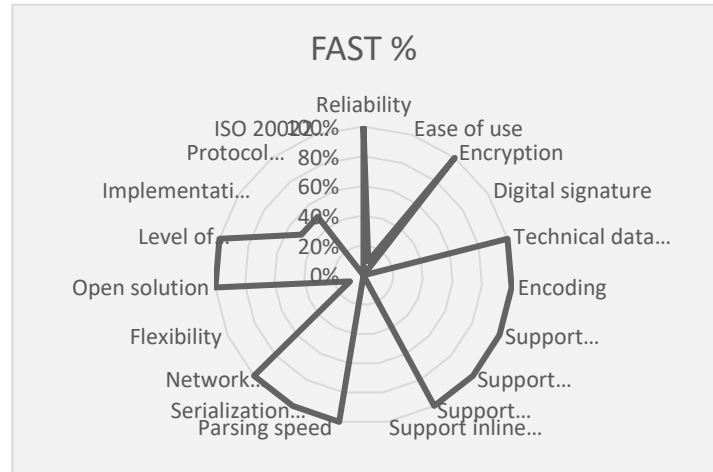 FAST %
Reliability
Ease of use
Encryption
Digital signature
Technical data...
Encoding
Support...
Support...
Support...
Support inline...
Parsing speed
Serialization...
Network...
Flexibility
Open solution
Level of...
Implementati...
Protocol...
ISO 20022...
100%
80%
60%
40%
20%
0%